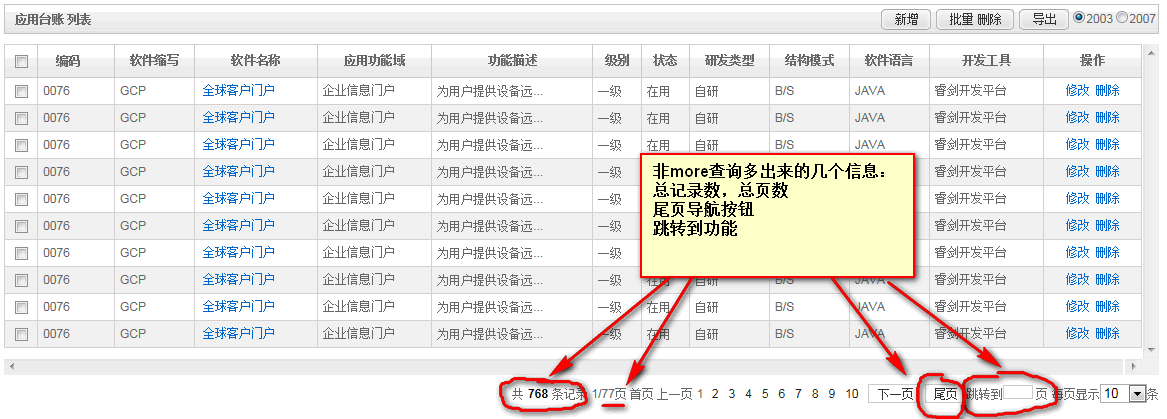 应用台账 列表 新增 批量 删除 导出 2003 2007
编码 软件缩写 软件名称 应用功能域 功能描述 级别 状态 研发类型 结构模式 软件语言 开发工具 操作
0076 GCP 全球客户门户 企业信息门户 为用户提供设备远... 一级 在用 自研 B/S JAVA 睿剑开发平台 修改 删除
0076 GCP 全球客户门户 企业信息门户 为用户提供设备远... 一级 在用 自研 B/S JAVA 睿剑开发平台 修改 删除
0076 GCP 全球客户门户 企业信息门户 为用户提供设备远... 一级 在用 自研 B/S JAVA 睿剑开发平台 修改 删除
0076 GCP 全球客户门户 企业信息门户 为用户提供设备远... 一级 睿剑开发平台 修改 删除
0076 GCP 全球客户门户 企业信息门户 为用户提供设备远... 一级 睿剑开发平台 修改 删除
0076 GCP 全球客户门户 企业信息门户 为用户提供设备远... 一级 睿剑开发平台 修改 删除
0076 GCP 全球客户门户 企业信息门户 为用户提供设备远... 一级 睿剑开发平台 修改 删除
0076 GCP 全球客户门户 企业信息门户 为用户提供设备远... 一级 在用 自研 B/S JAVA 睿剑开发平台 修改 删除
0076 GCP 全球客户门户 企业信息门户 为用户提供设备远... 一级 在用 自研 B/S JAVA 睿剑开发平台 修改 删除
0076 GCP 全球客户门户 企业信息门户 为用户提供设备远... 一级 在用 自研 B/S JAVA 睿剑开发平台 修改 删除
非more查询多出来的几个信息：
总记录数，总页数
尾页导航按钮
跳转到功能
共 768 条记录 1/77页 首页 上一页 1 2 3 4 5 6 7 8 9 10 下一页 尾页 跳转到 页 每页显示 10 条